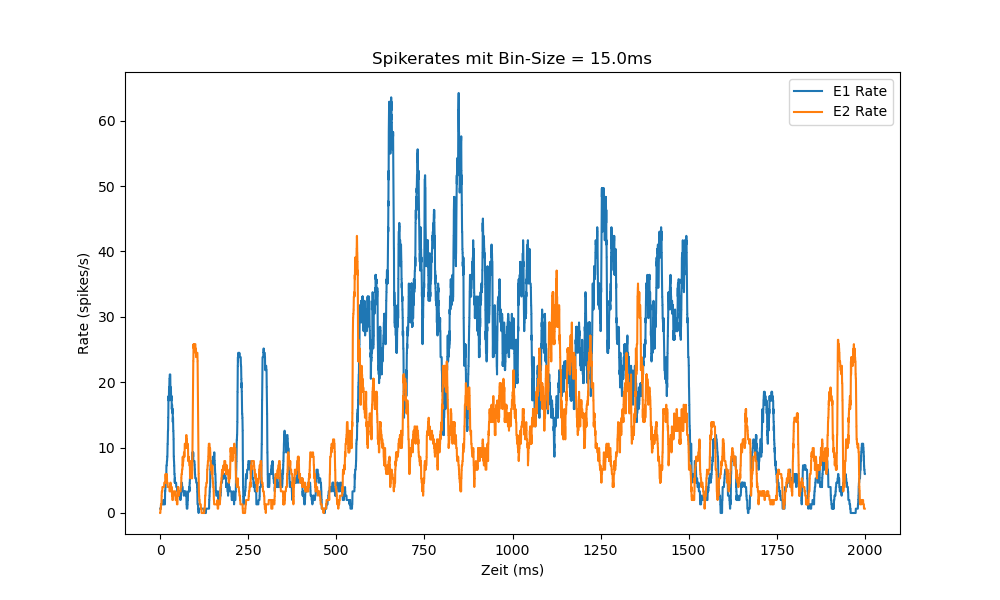 Spikerates mit Bin-Size = 15.0ms
E1 Rate
E2 Rate
Rate (spikes/s)
60
50
40
30
20
10
0
0 250 500 750 1000 1250 1500 1750 2000
Zeit (ms)